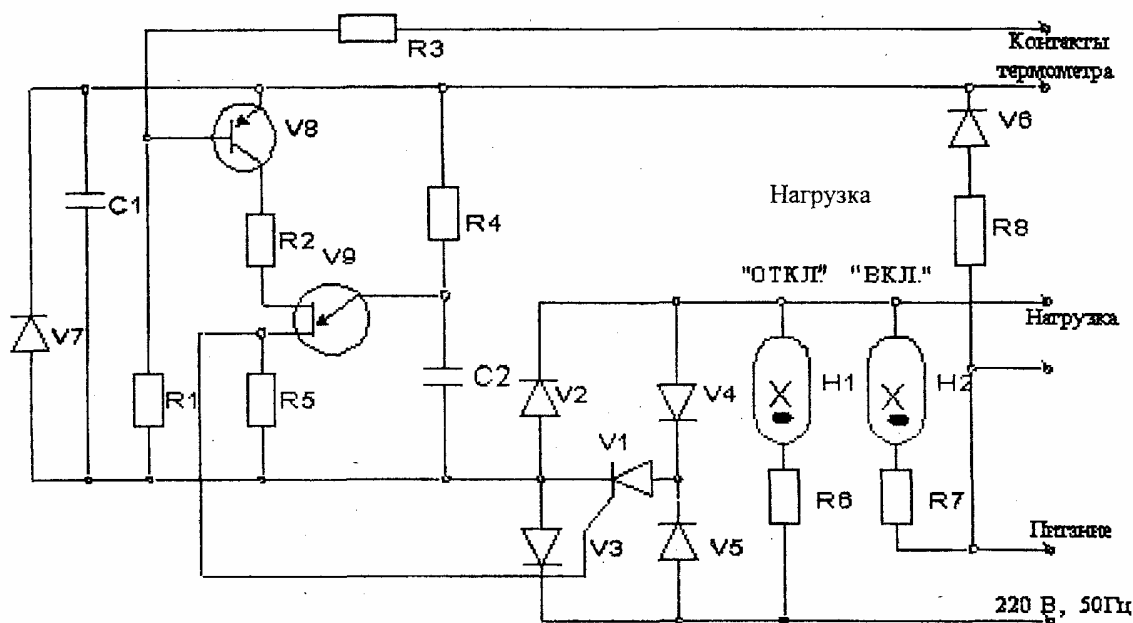 R3
Контакты
термометра
V8
V6
C1
Нагрузка
R4
R8
R2
V9
"ОТКЛ." "ВКЛ."
Нагрузка
V7
C2
H1
H2
R1
R5
V2
V4
V1
R6
R7
Питание
V3
V5
220 В, 50Гц